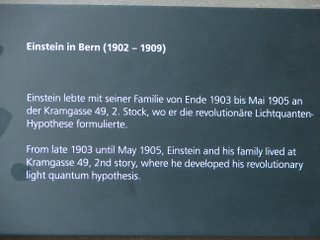 Einstein in Bern (1902 – 1909)
Einstein lebte mit seiner Familie von Ende 1903 bis Mai 1905 an
der Kramgasse 49, 2. Stock, wo er die revolutionäre Lichtquanten-
Hypothese formulierte.
From late 1903 until May 1905, Einstein and his family lived at
Kramgasse 49, 2nd story, where he developed his revolutionary
light quantum hypothesis.